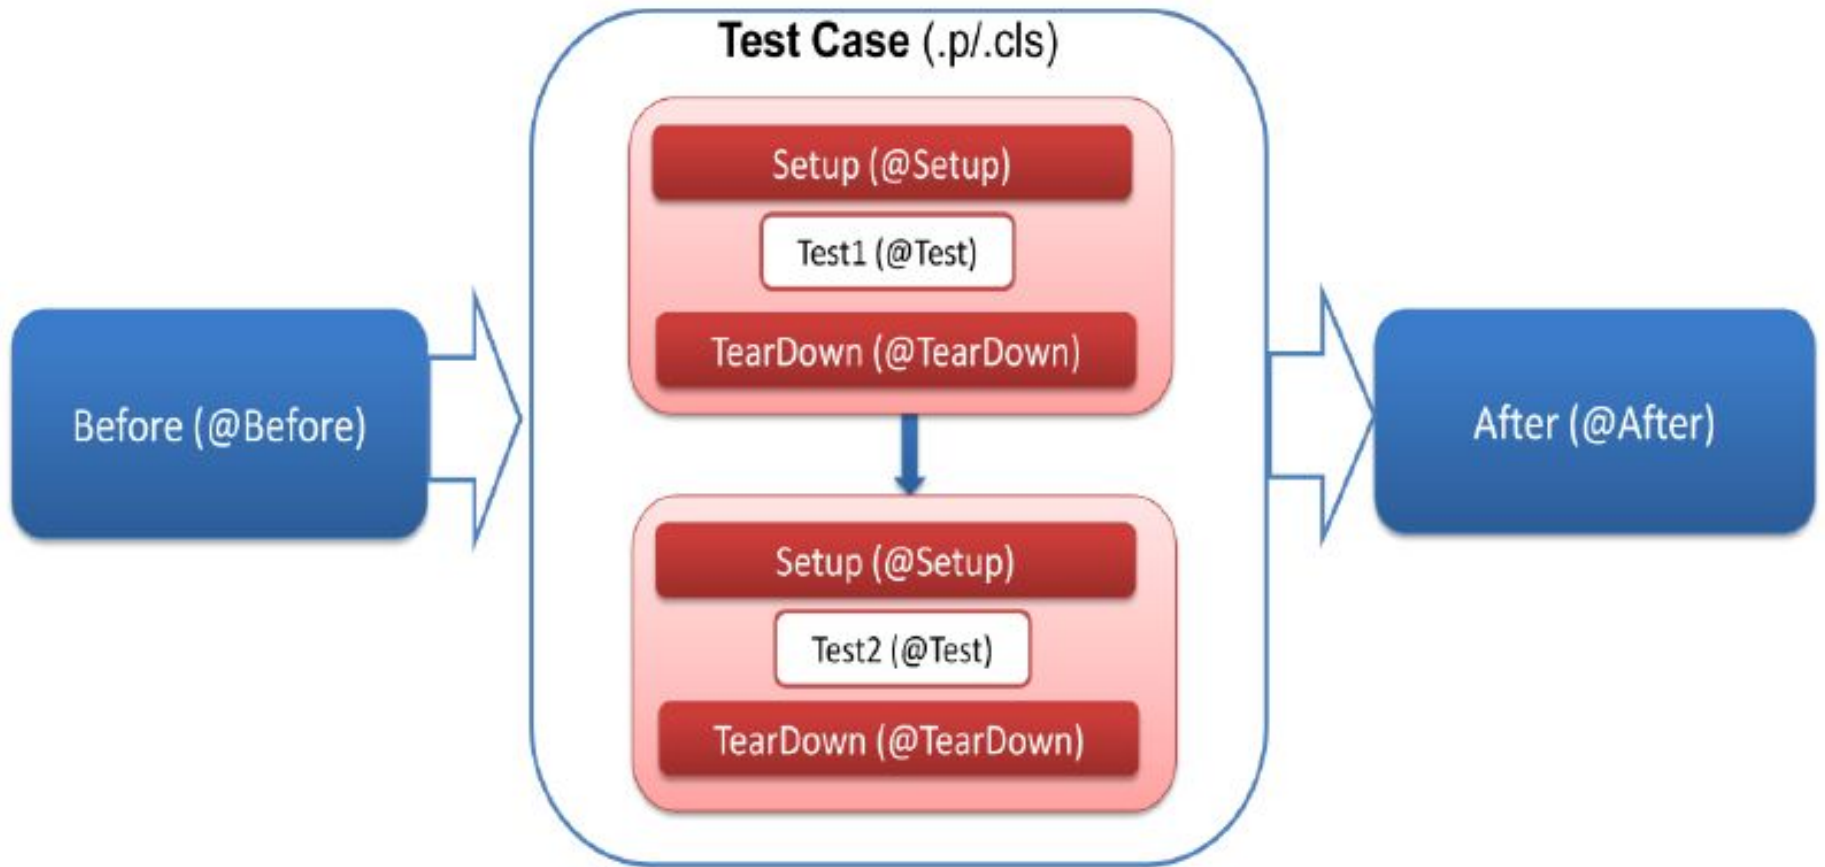 Test Case (.p/.cls)
Setup (@Setup)
Test1 (@Test)
TearDown (@TearDown)
Before (@Before)
After (@After)
Setup (@Setup)
Test2 (@Test)
TearDown (@TearDown)